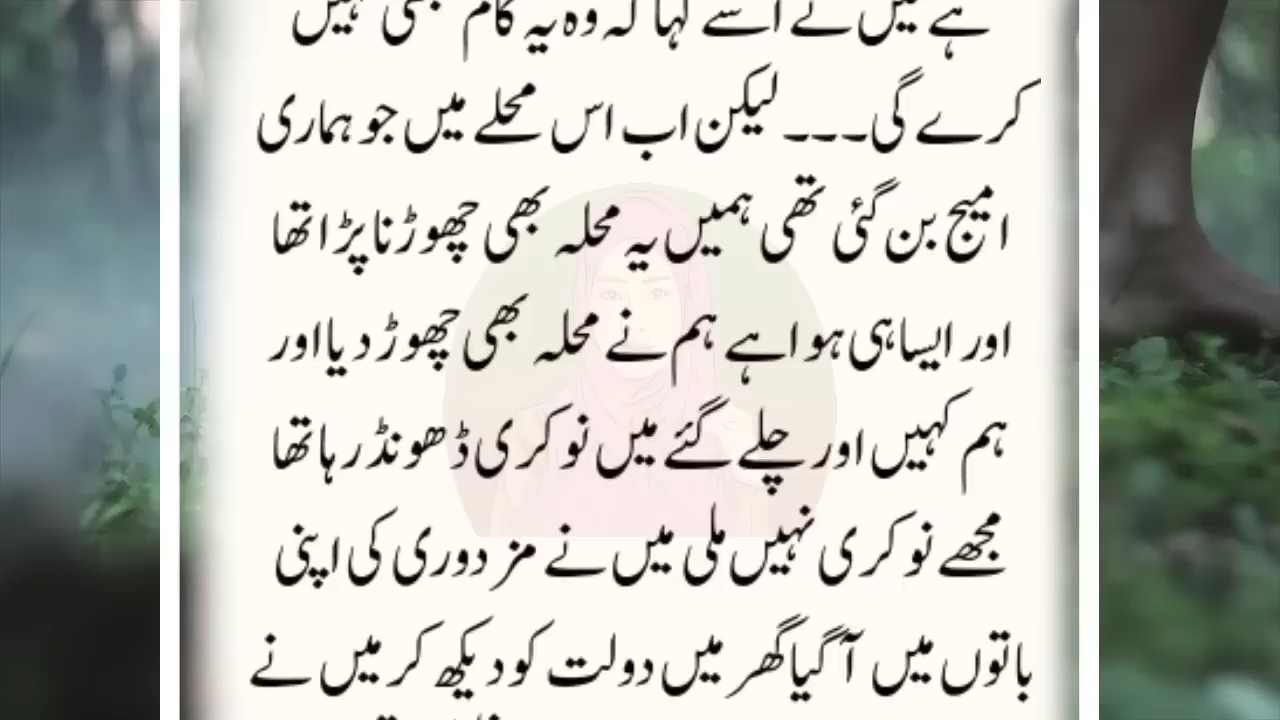 ہے میں نے اسے کہا کہ وہ یہ کام بھی نہیں
کرے گی۔۔۔ لیکن اب اس محلے میں جو ہماری
امیج بن گئی تھی ہمیں یہ محلہ بھی چھوڑنا پڑا تھا
اور ایسا ہی ہوا ہے ہم نے محلہ بھی چھوڑ دیا اور
ہم کہیں اور چلے گئے میں نوکری ڈھونڈ رہا تھا
مجھے نوکری نہیں ملی میں نے مزدوری کی اپنی
باتوں میں آ گیا گھر میں دولت کو دیکھ کر میں نے